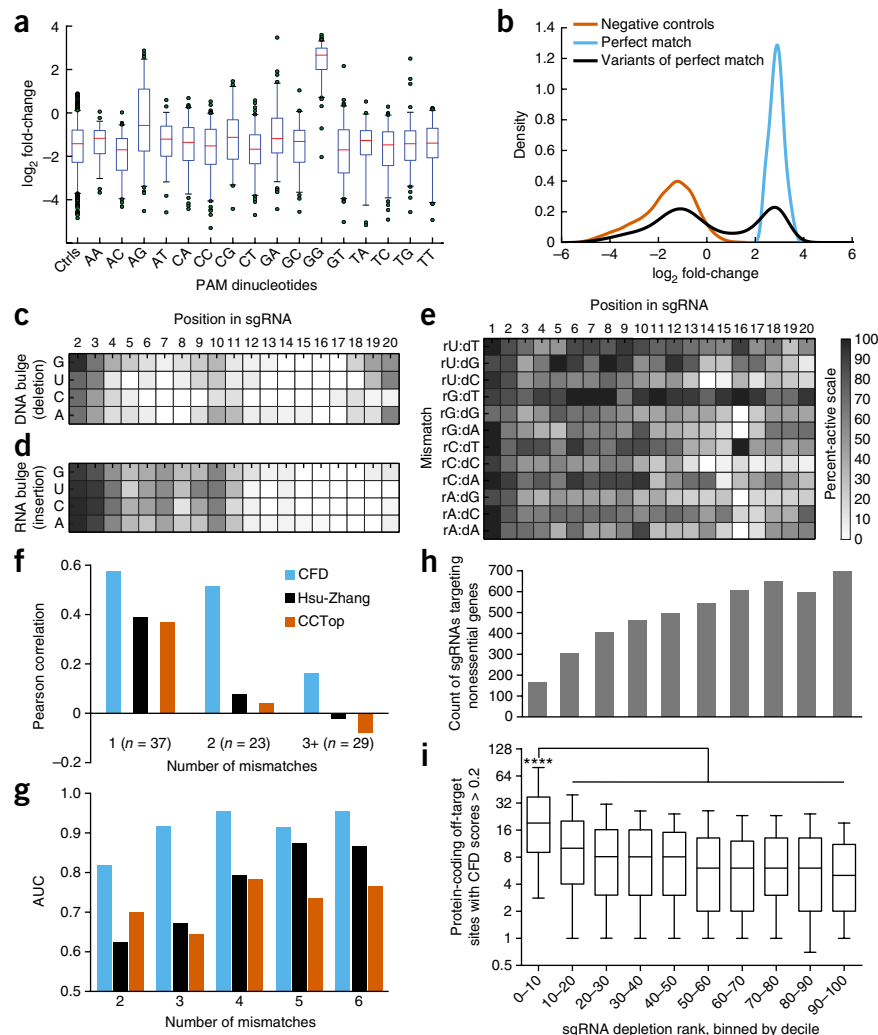 a
log2 fold-change
4
2
0
−2
−4
Ctrls AA AC AG AT CA CC CG CT GA GC GG GT TA TC TG TT
PAM dinucleotides
b
Negative controls
Perfect match
Variants of perfect match
Density
1.4
1.2
1.0
0.8
0.6
0.4
0.2
0
−6 −4 −2 0 2 4 6
log2 fold-change
c
Position in sgRNA
2 3 4 5 6 7 8 9 10 11 12 13 14 15 16 17 18 19 20
DNA bulge
(deletion)
G
U
C
A
d
RNA bulge
(insertion)
G
U
C
A
e
Position in sgRNA
1 2 3 4 5 6 7 8 9 10 11 12 13 14 15 16 17 18 19 20
Mismatch
rU:dT
rU:dG
rU:dC
rG:dT
rG:dG
rG:dA
rC:dT
rC:dC
rC:dA
rA:dG
rA:dC
rA:dA
Percent-active scale
100
90
80
70
60
50
40
30
20
10
0
f
Pearson correlation
0.6
0.4
0.2
0
−0.2
CFD
Hsu-Zhang
CCTop
1 (n = 37) 2 (n = 23) 3+ (n = 29)
Number of mismatches
g
AUC
1.0
0.9
0.8
0.7
0.6
0.5
2 3 4 5 6
Number of mismatches
h
Count of sgRNAs targeting
nonessential genes
700
600
500
400
300
200
100
0
i
Protein-coding off-target
sites with CFD scores > 0.2
128
64
32
16
8
4
2
1
0.5
****
0–10 10–20 20–30 30–40 40–50 50–60 60–70 70–80 80–90 90–100
sgRNA depletion rank, binned by decile